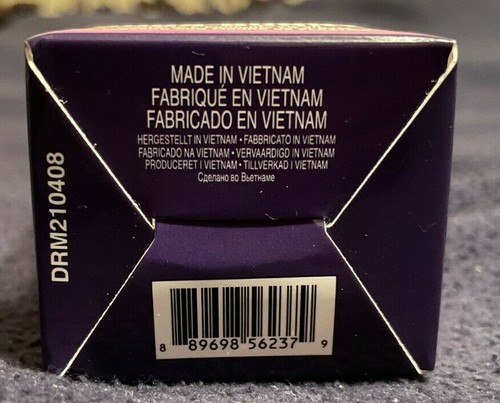 MADE IN VIETNAM
FABRIQUÉ EN VIETNAM
FABRICADO EN VIETNAM
HERGESTELLT IN VIETNAM • FABBRICATO IN VIETNAM
FABRICADO NA VIETNAM • VERVAARDIGD IN VIETNAM
PRODUCERET I VIETNAM • TILLVERKAD I VIETNAM
Сделано во Вьетнаме
DRM210408
8 89698 56237 9